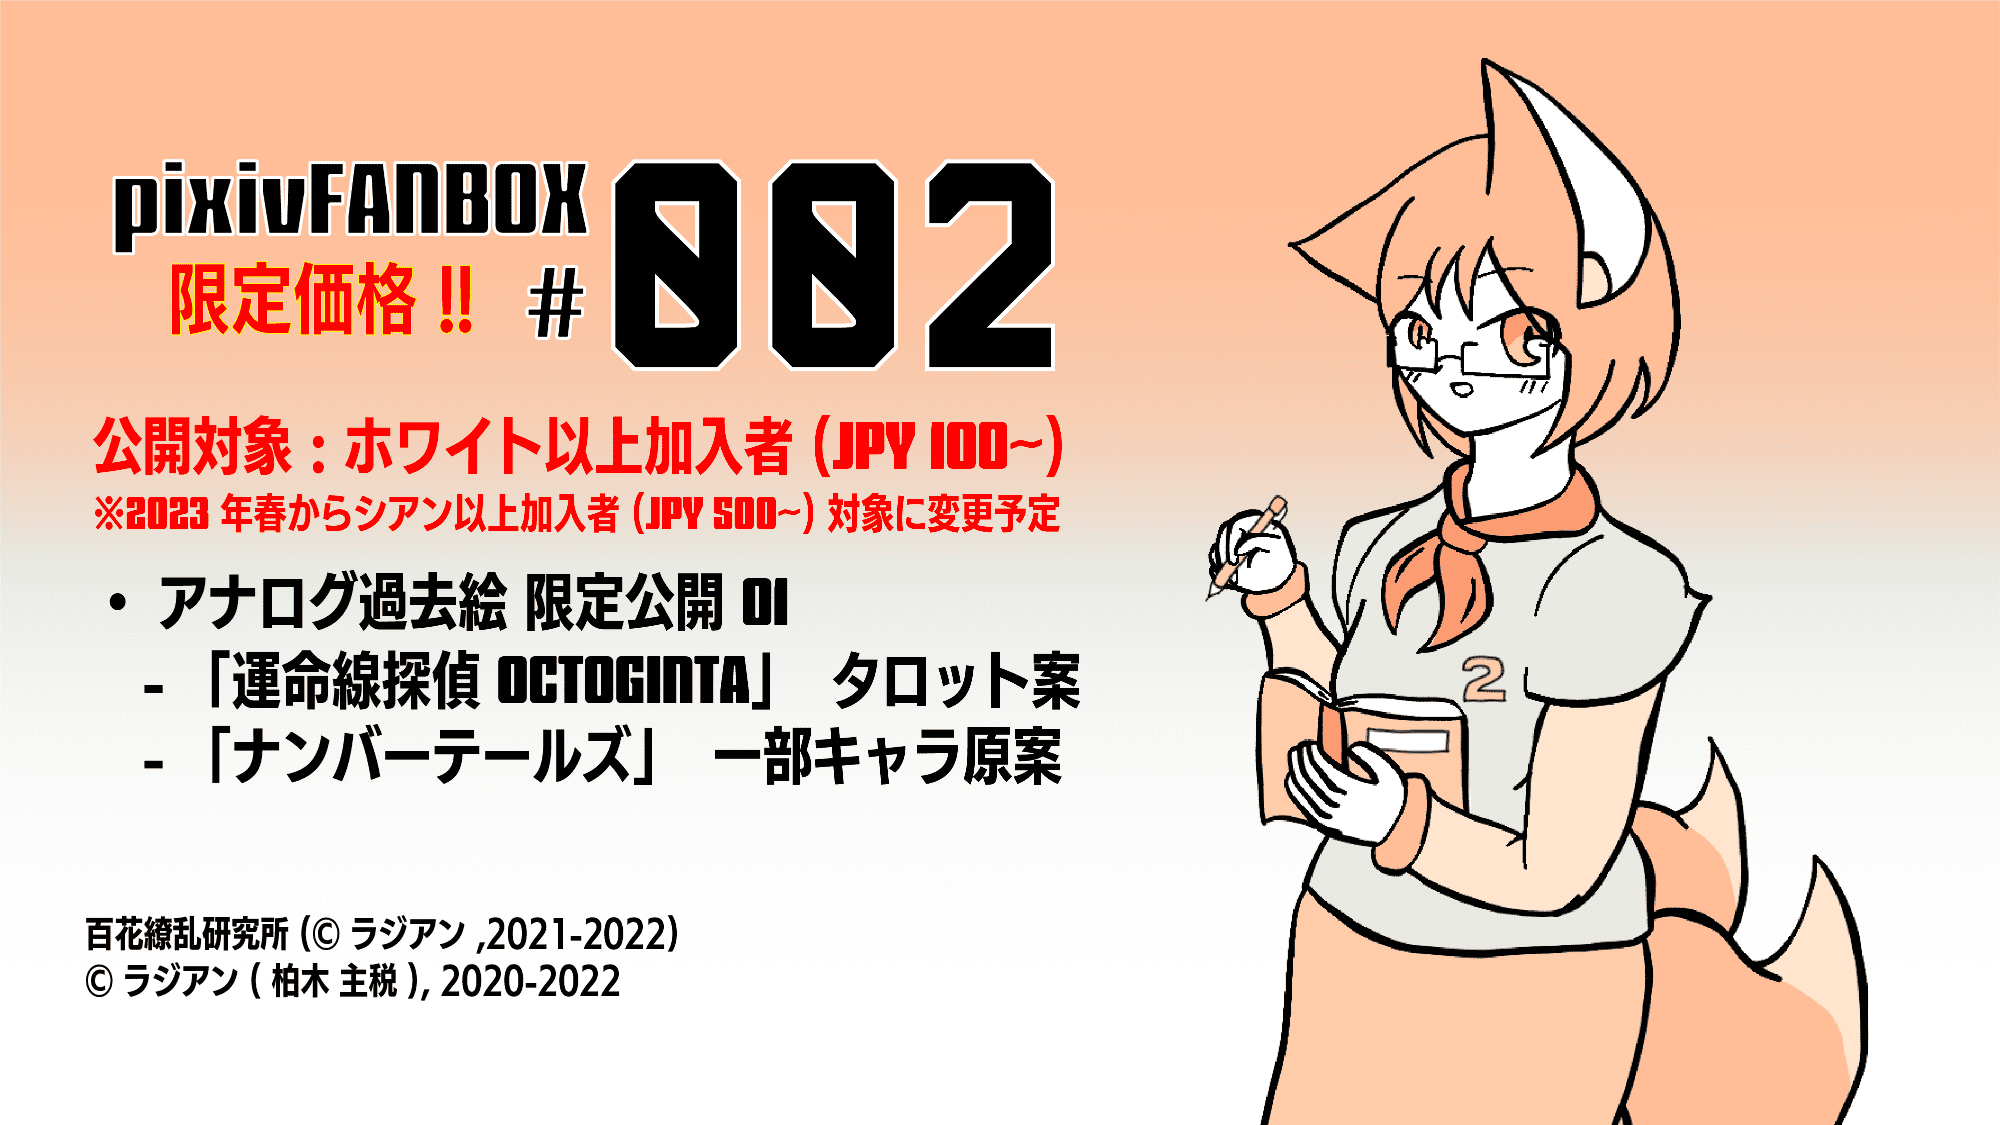 pixivFANBOX
限定価格 !! #002
公開対象 : ホワイト以上加入者 (JPY 100~)
※2023 年春からシアン以上加入者 (JPY 500~) 対象に変更予定
• アナログ過去絵 限定公開 01
- 「運命線探偵 OCTOGINTA」 タロット案
- 「ナンバーテールズ」 一部キャラ原案
2
百花繚乱研究所 (© ラジアン ,2021-2022)
© ラジアン ( 柏木 主税 ), 2020-2022